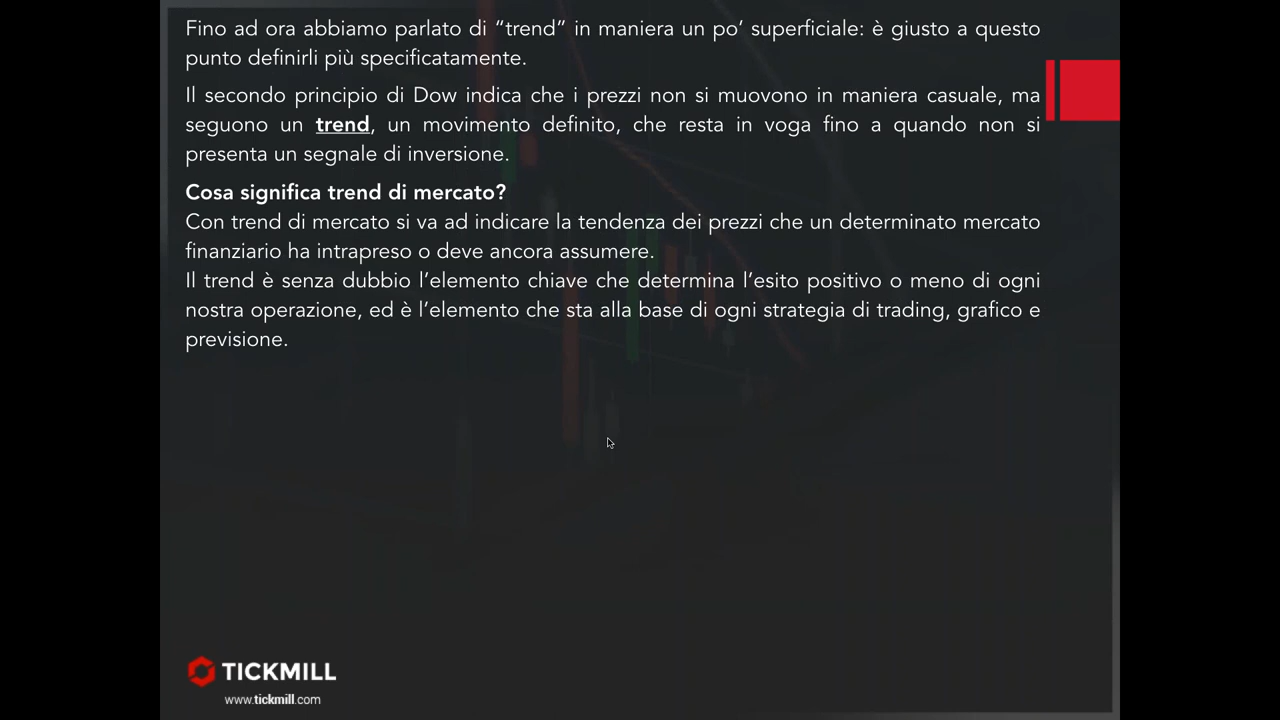 Fino ad ora abbiamo parlato di “trend” in maniera un po’ superficiale: è giusto a questo
punto definirli più specificatamente.
Il secondo principio di Dow indica che i prezzi non si muovono in maniera casuale, ma
seguono un trend, un movimento definito, che resta in voga fino a quando non si
presenta un segnale di inversione.
Cosa significa trend di mercato?
Con trend di mercato si va ad indicare la tendenza dei prezzi che un determinato mercato
finanziario ha intrapreso o deve ancora assumere.
Il trend è senza dubbio l’elemento chiave che determina l’esito positivo o meno di ogni
nostra operazione, ed è l’elemento che sta alla base di ogni strategia di trading, grafico e
previsione.
TICKMILL
www.tickmill.com